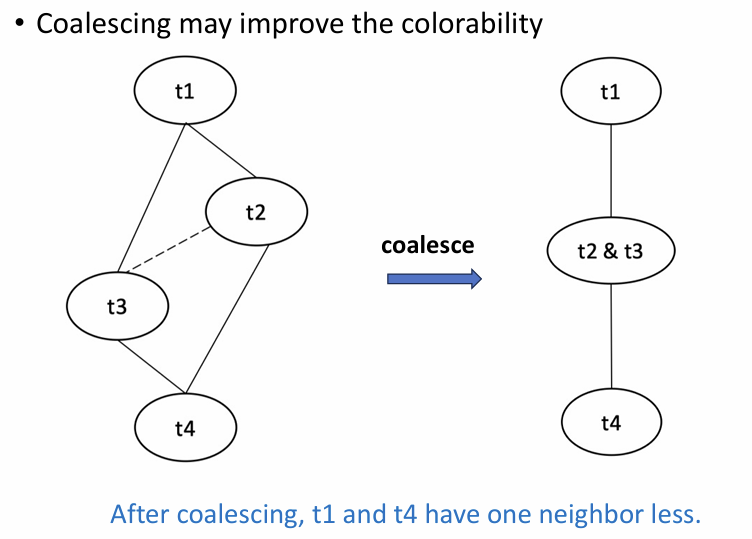 • Coalescing may improve the colorability
t1
t1
t2
coalesce
t2 & t3
t3
t4
t4
After coalescing, t1 and t4 have one neighbor less.